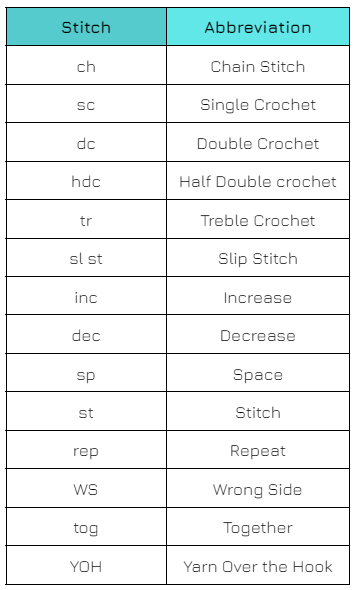 Stitch Abbreviation
ch Chain Stitch
sc Single Crochet
dc Double Crochet
hdc Half Double crochet
tr Treble Crochet
sl st Slip Stitch
inc Increase
dec Decrease
sp Space
st Stitch
rep Repeat
WS Wrong Side
tog Together
YOH Yarn Over the Hook